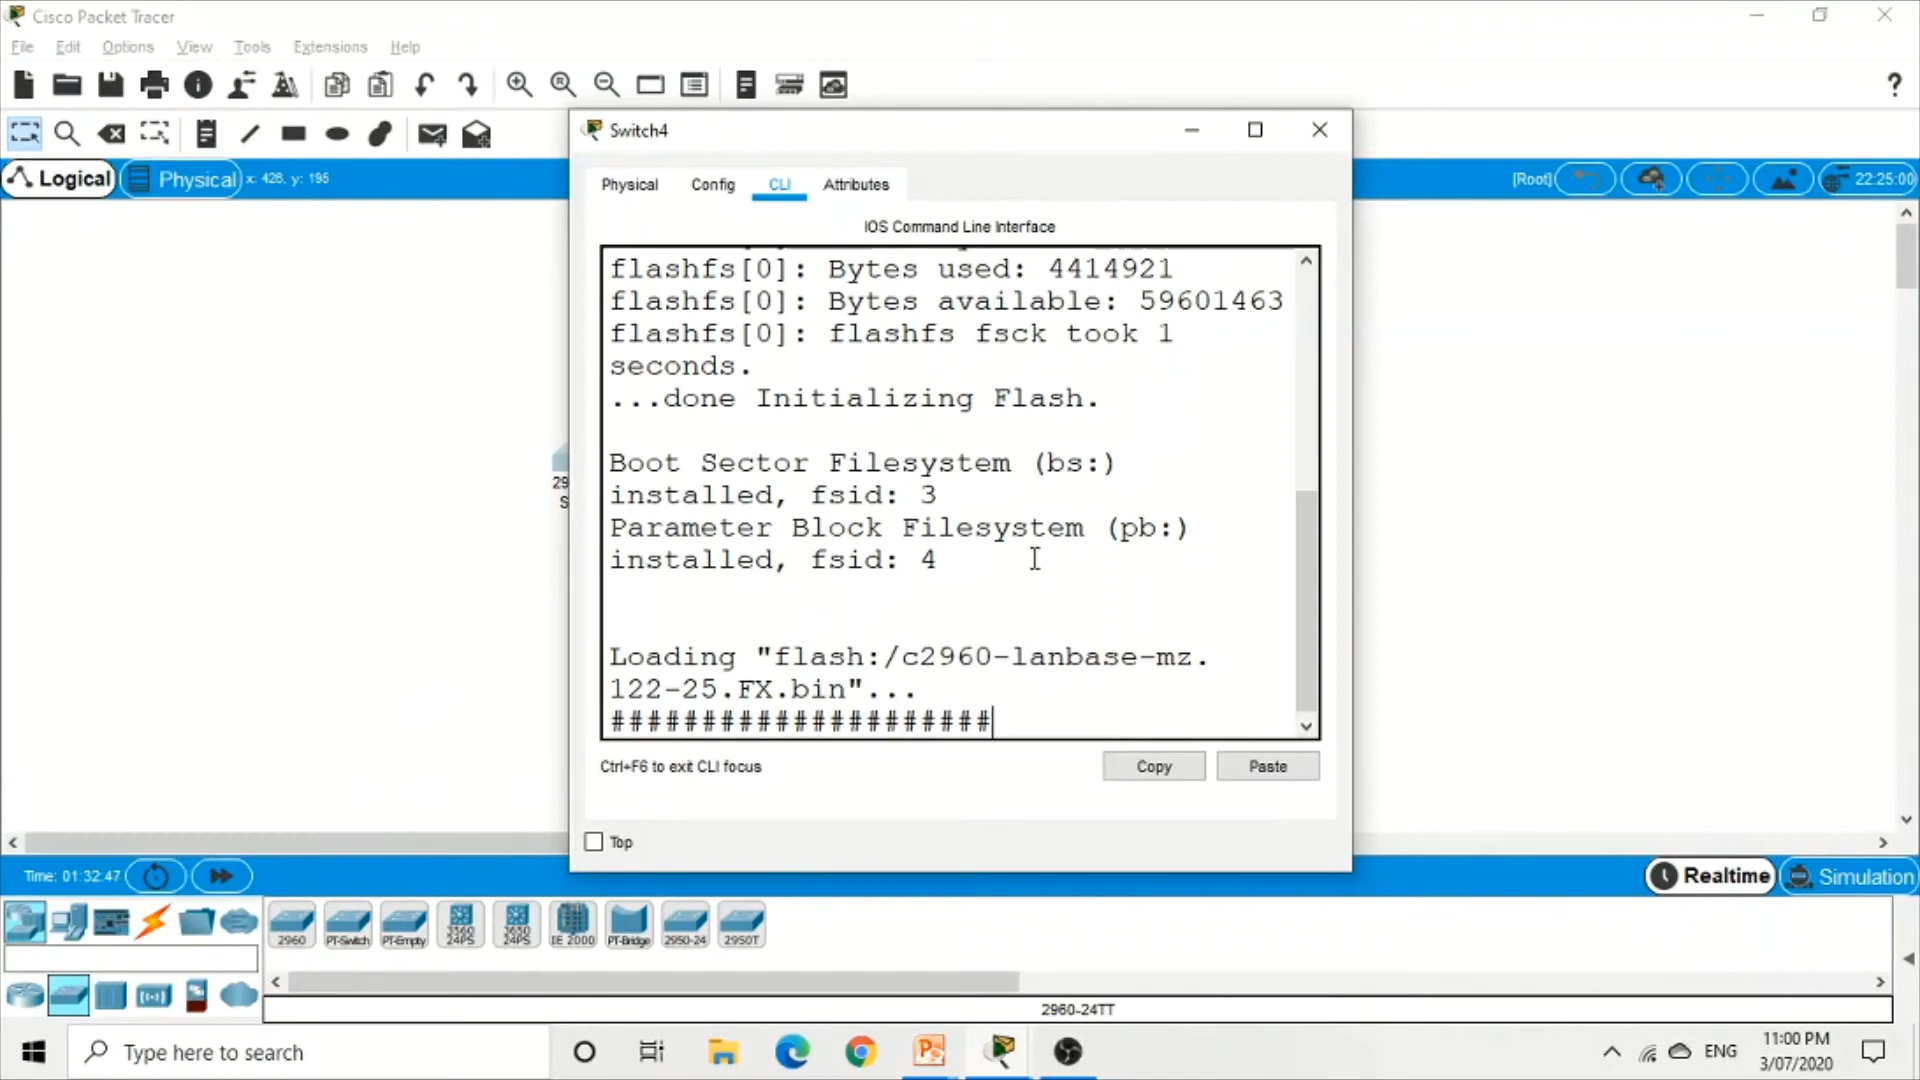 Cisco Packet Tracer
File Edit Options View Tools Extensions Help
?
Switch4
Logical Physical x: 428, y: 195
[Root] 22:25:00
Physical Config CLI Attributes
IOS Command Line Interface
flashfs[0]: Bytes used: 4414921
flashfs[0]: Bytes available: 59601463
flashfs[0]: flashfs fsck took 1
seconds.
...done Initializing Flash.
Boot Sector Filesystem (bs:)
installed, fsid: 3
Parameter Block Filesystem (pb:)
installed, fsid: 4
Loading "flash:/c2960-lanbase-mz.
122-25.FX.bin"...
#####################
29
S
Ctrl+F6 to exit CLI focus
Copy Paste
Top
Time: 01:32:47
Realtime Simulation
2960 PT-Switch PT-Empty 3560 24PS 3650 24PS IE 2000 PT-Bridge 2950-24 2950T
2960-24TT
Type here to search
ENG
11:00 PM
3/07/2020